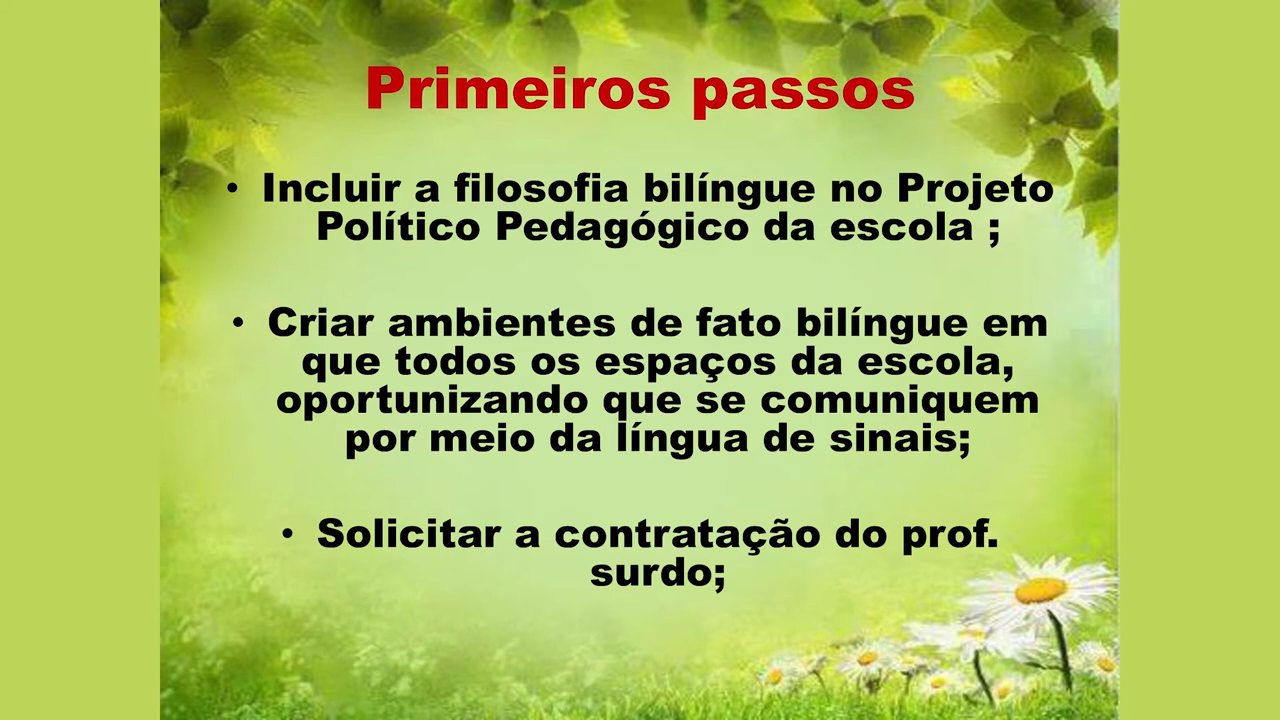 Primeiros passos
• Incluir a filosofia bilíngue no Projeto
Político Pedagógico da escola ;
• Criar ambientes de fato bilíngue em
que todos os espaços da escola,
oportunizando que se comuniquem
por meio da língua de sinais;
• Solicitar a contratação do prof.
surdo;